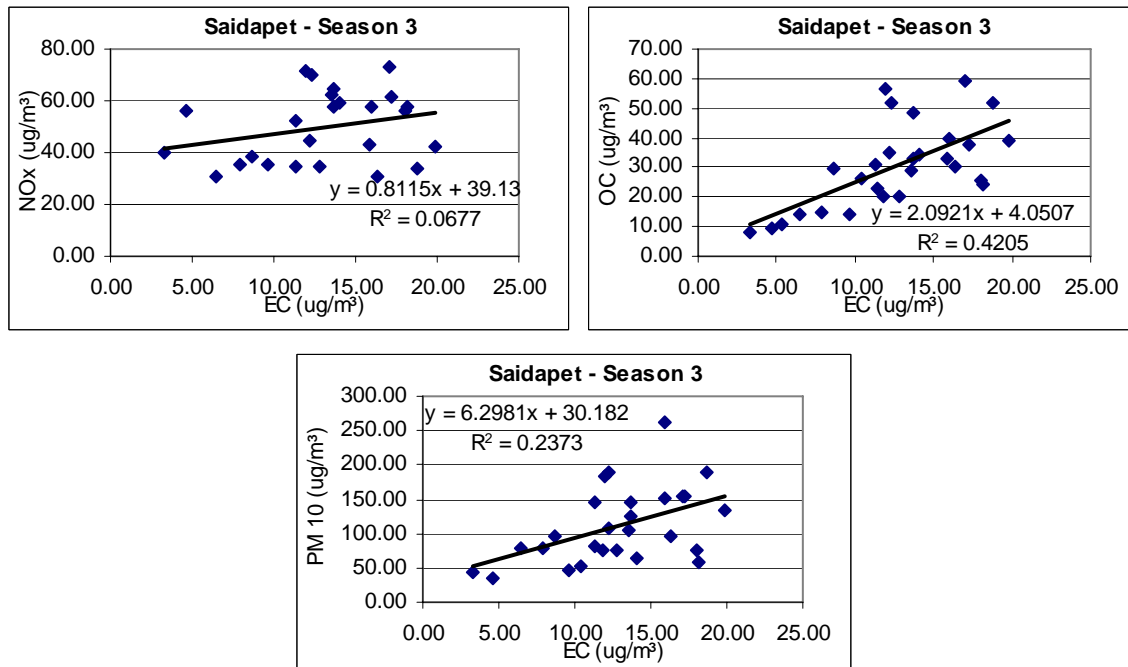 Saidapet - Season 3
80.00
60.00
40.00
20.00
0.00
NOx (ug/m³)
y = 0.8115x + 39.13
R² = 0.0677
0.00 5.00 10.00 15.00 20.00 25.00
EC (ug/m³)
Saidapet - Season 3
70.00
60.00
50.00
40.00
30.00
20.00
10.00
0.00
OC (ug/m³)
y = 2.0921x + 4.0507
R² = 0.4205
0.00 5.00 10.00 15.00 20.00 25.00
EC (ug/m³)
Saidapet - Season 3
300.00
250.00
200.00
150.00
100.00
50.00
0.00
PM 10 (ug/m³)
y = 6.2981x + 30.182
R² = 0.2373
0.00 5.00 10.00 15.00 20.00 25.00
EC (ug/m³)